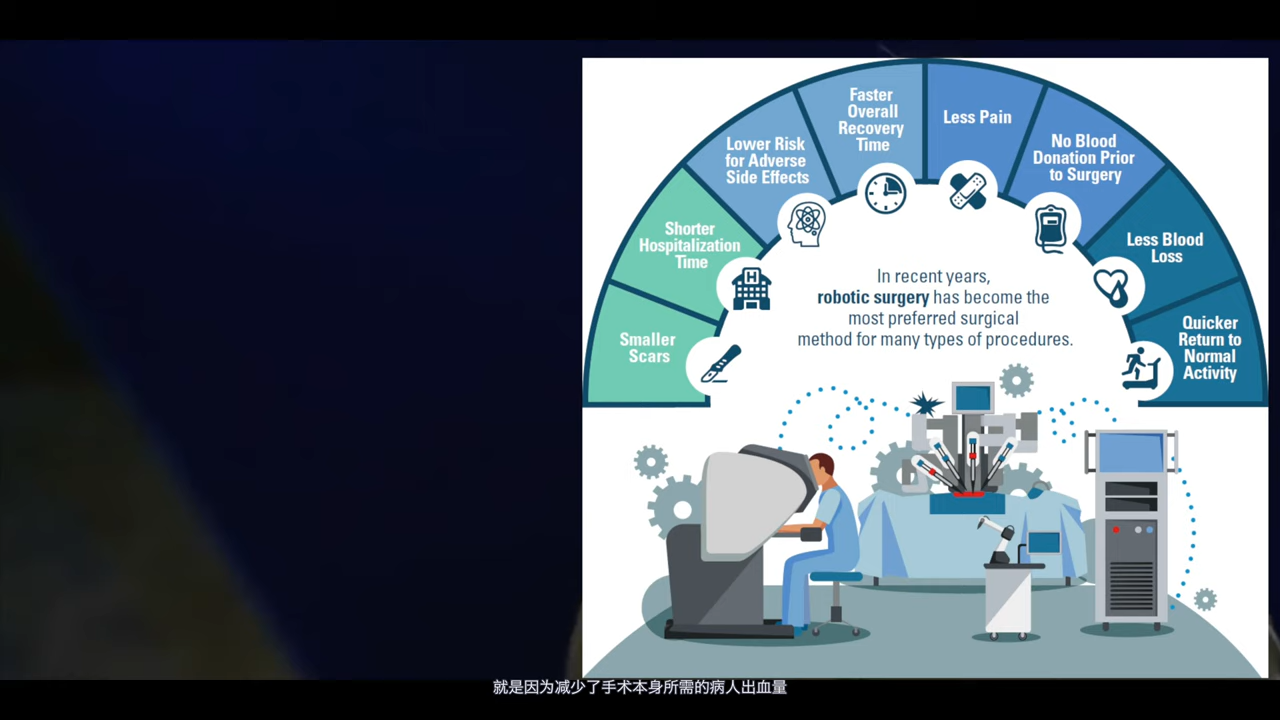 Smaller
Scars
Shorter
Hospitalization
Time
Lower Risk
for Adverse
Side Effects
Faster
Overall
Recovery
Time
Less Pain
No Blood
Donation Prior
to Surgery
Less Blood
Loss
Quicker
Return to
Normal
Activity
H
In recent years,
robotic surgery has become the
most preferred surgical
method for many types of procedures.
就是因为减少了手术本身所需的病人出血量